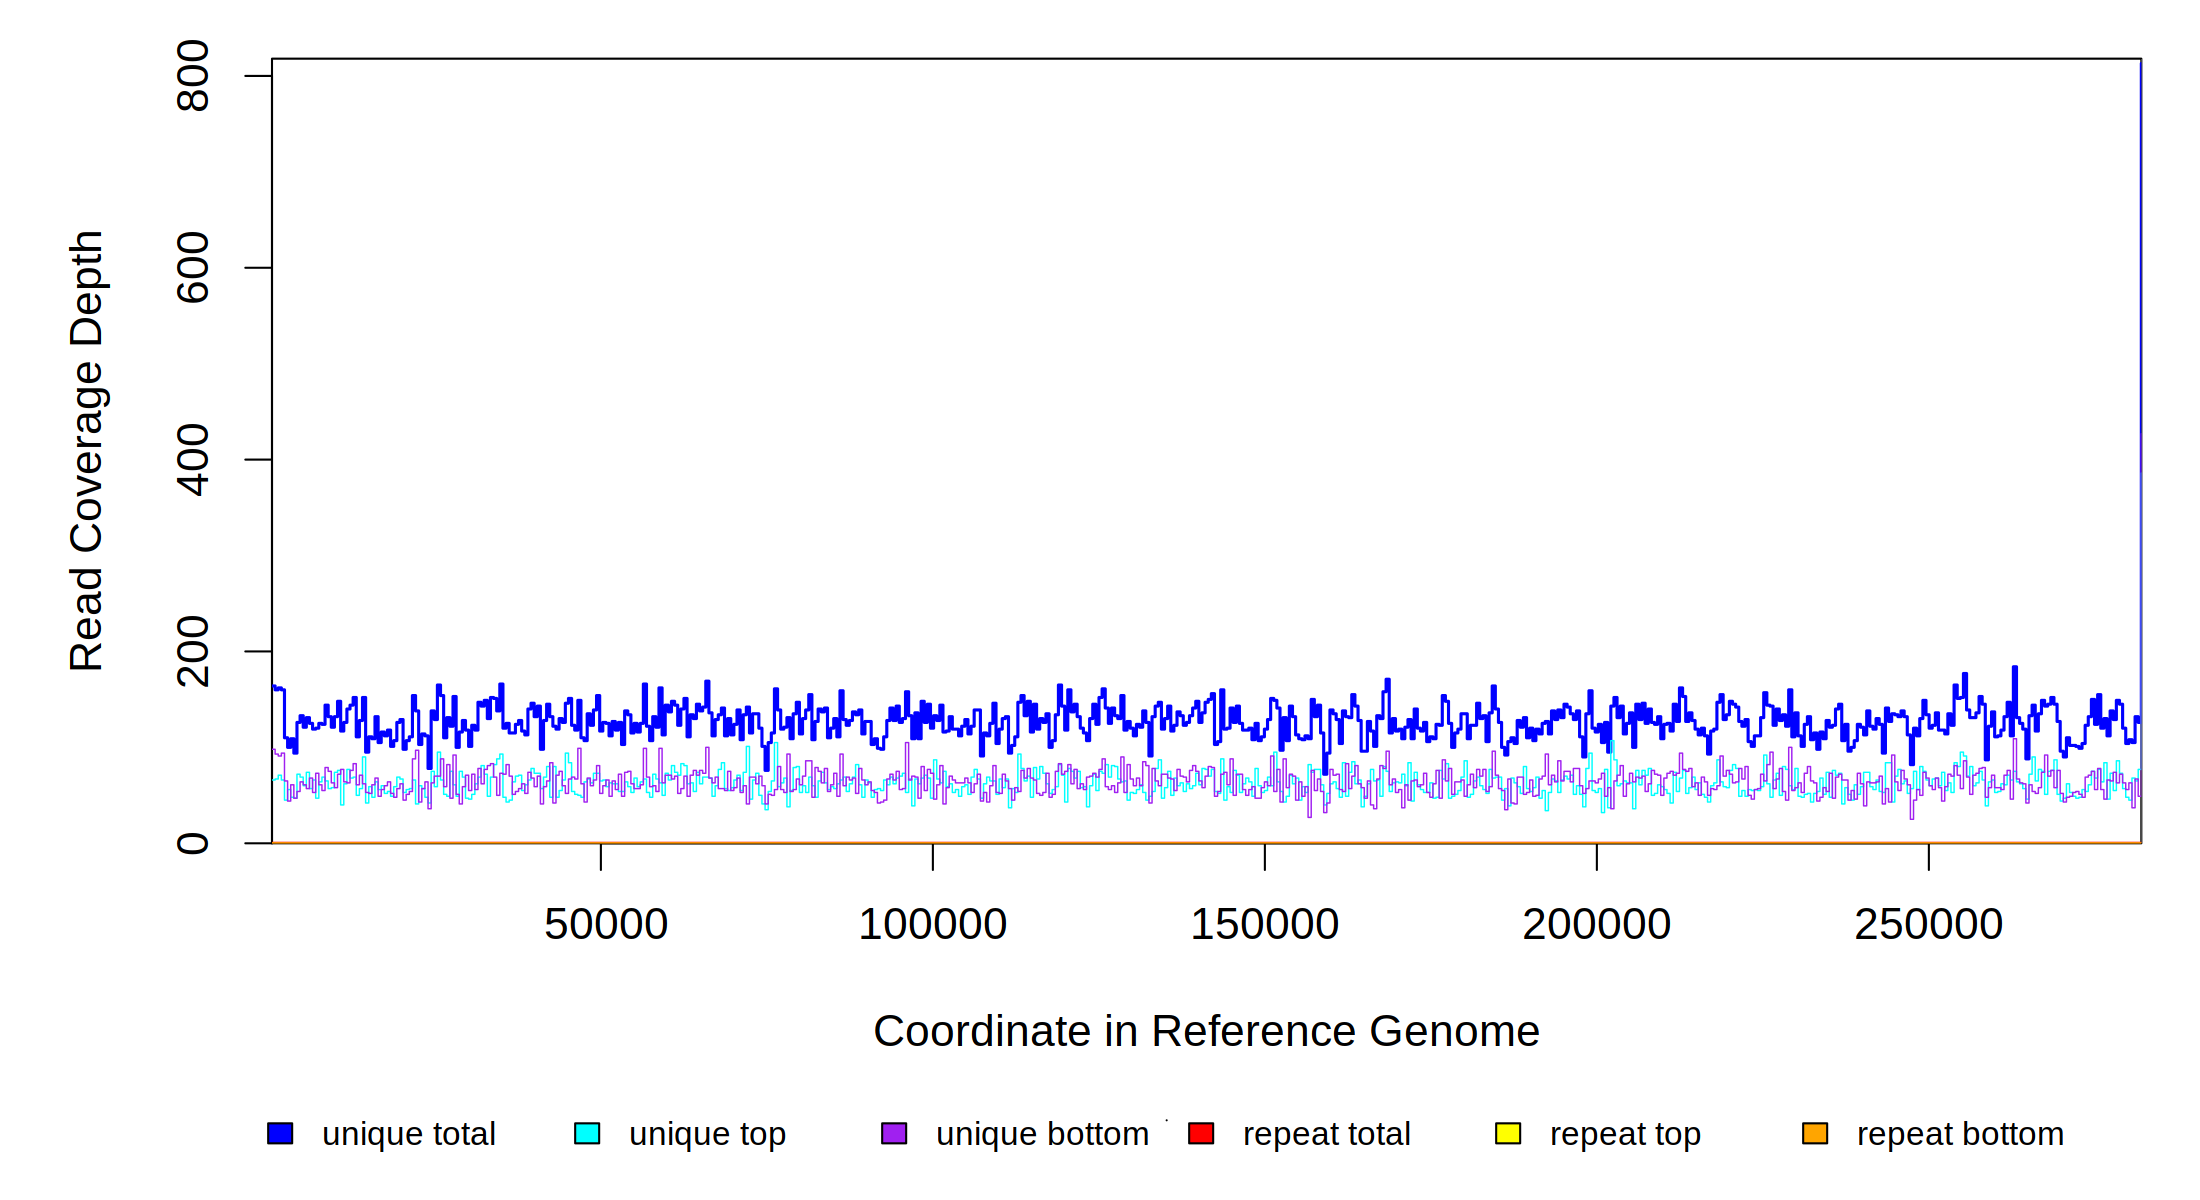 800
600
400
200
0
Read Coverage Depth
50000 100000 150000 200000 250000
Coordinate in Reference Genome
unique total unique top unique bottom repeat total repeat top repeat bottom